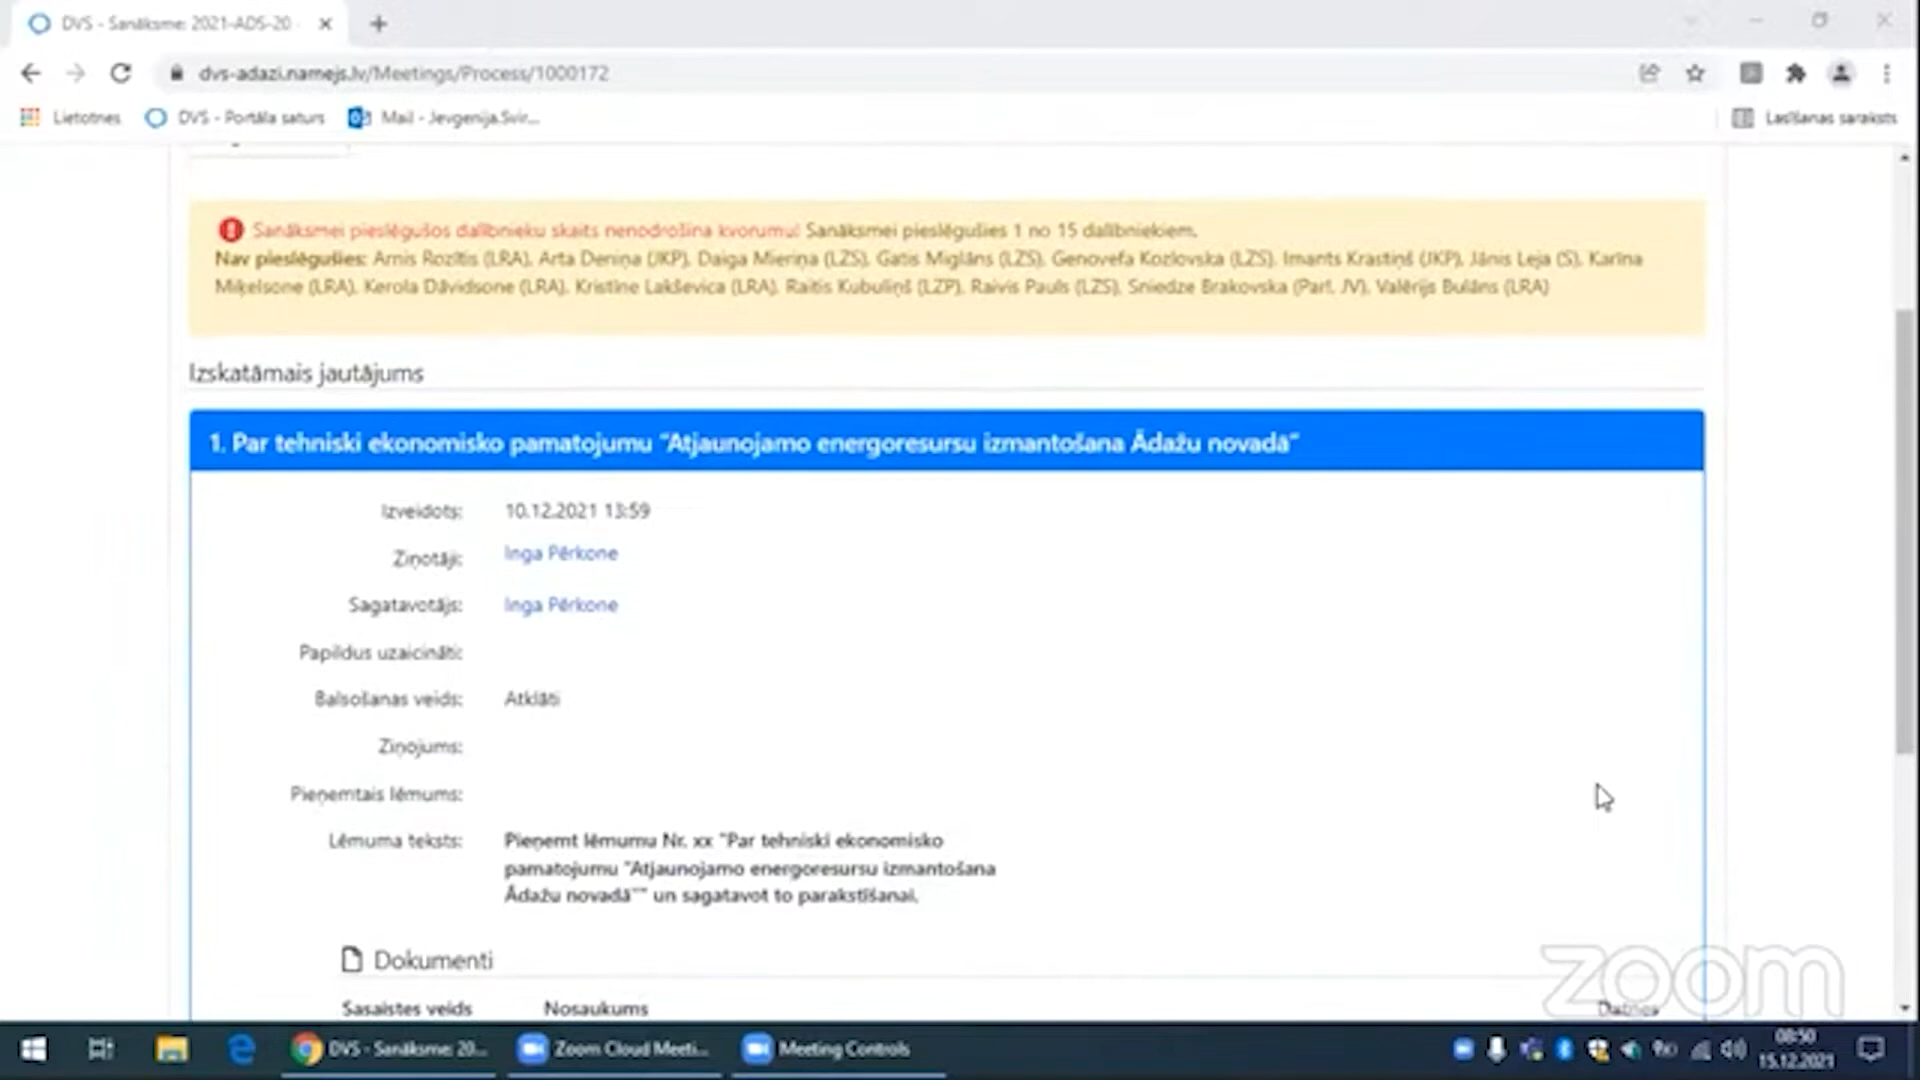 DVS - Sanāksme: 2021-ADS-20
dvs-adazi.namejs.lv/Meetings/Process/1000172
Lietotnes DVS - Portāla saturs Mail - Jevgenija.Svir...
Lasīšanas saraksts
Sanāksmei pieslēgušos dalībnieku skaits nenodrošina kvorumu! Sanāksmei pieslēgušies 1 no 15 dalībniekiem.
Nav pieslēgušies: Arnis Rozītis (LRA), Arta Deniņa (JKP), Daiga Mieriņa (LZS), Gatis Miglāns (LZS), Genovefa Kozlovska (LZS), Imants Krastiņš (JKP), Jānis Leja (S), Karīna
Miķelsone (LRA), Kerola Dāvidsone (LRA), Kristīne Lakševica (LRA), Raitis Kubuliņš (LZP), Raivis Pauls (LZS), Sniedze Brakovska (Par!, JV), Valērijs Bulāns (LRA)
Izskatāmais jautājums
1. Par tehniski ekonomisko pamatojumu "Atjaunojamo energoresursu izmantošana Ādažu novadā"
Izveidots: 10.12.2021 13:59
Ziņotāji: Inga Pērkone
Sagatavotājs: Inga Pērkone
Papildus uzaicināti:
Balsošanas veids: Atklāti
Ziņojums:
Pieņemtais lēmums:
Lēmuma teksts: Pieņemt lēmumu Nr. xx "Par tehniski ekonomisko
pamatojumu "Atjaunojamo energoresursu izmantošana
Ādažu novadā"" un sagatavot to parakstīšanai.
Dokumenti
Sasaistes veids Nosaukums Datnes
zoom
DVS - Sanāksme: 20... Zoom Cloud Meeti... Meeting Controls
08:50
15.12.2021